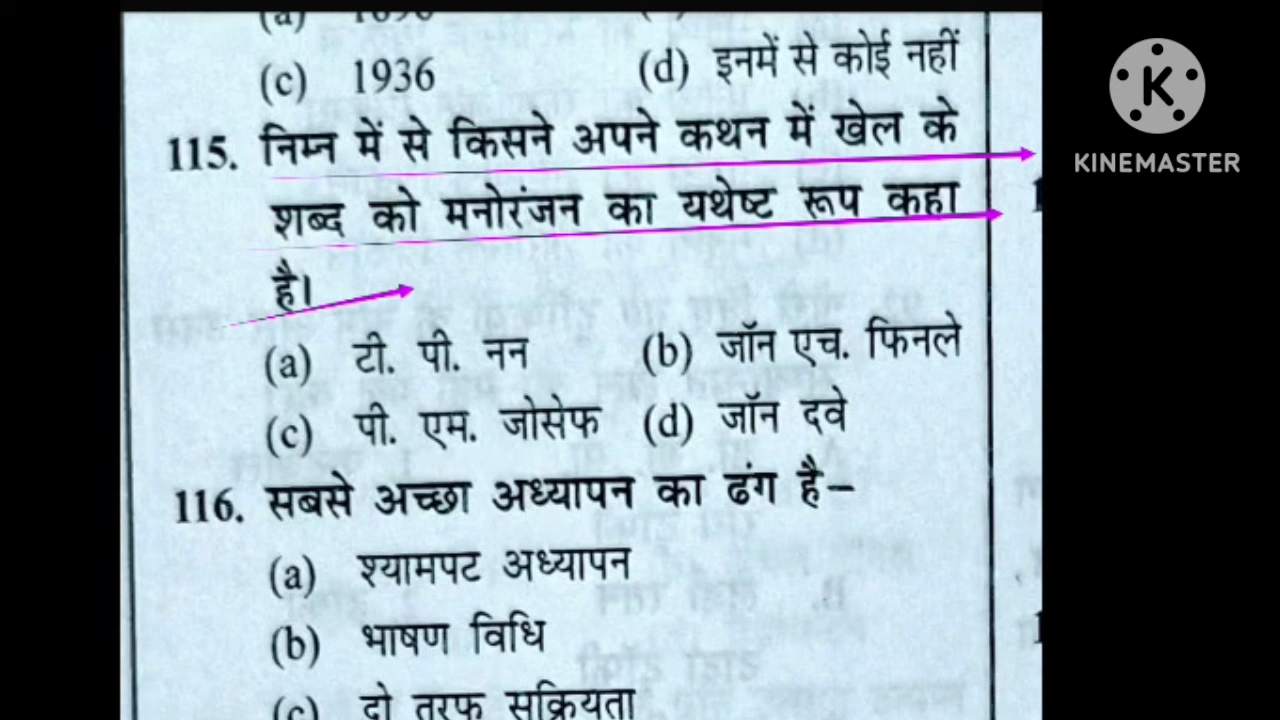 (a) 1896
(c) 1936 (d) इनमें से कोई नहीं
115. निम्न में से किसने अपने कथन में खेल के
शब्द को मनोरंजन का यथेष्ट रूप कहा
है।
(a) टी. पी. नन (b) जॉन एच. फिनले
(c) पी. एम. जोसेफ (d) जॉन दवे
116. सबसे अच्छा अध्यापन का ढंग है–
(a) श्यामपट अध्यापन
(b) भाषण विधि
(c) दो तरफ सक्रियता
K
KINEMASTER